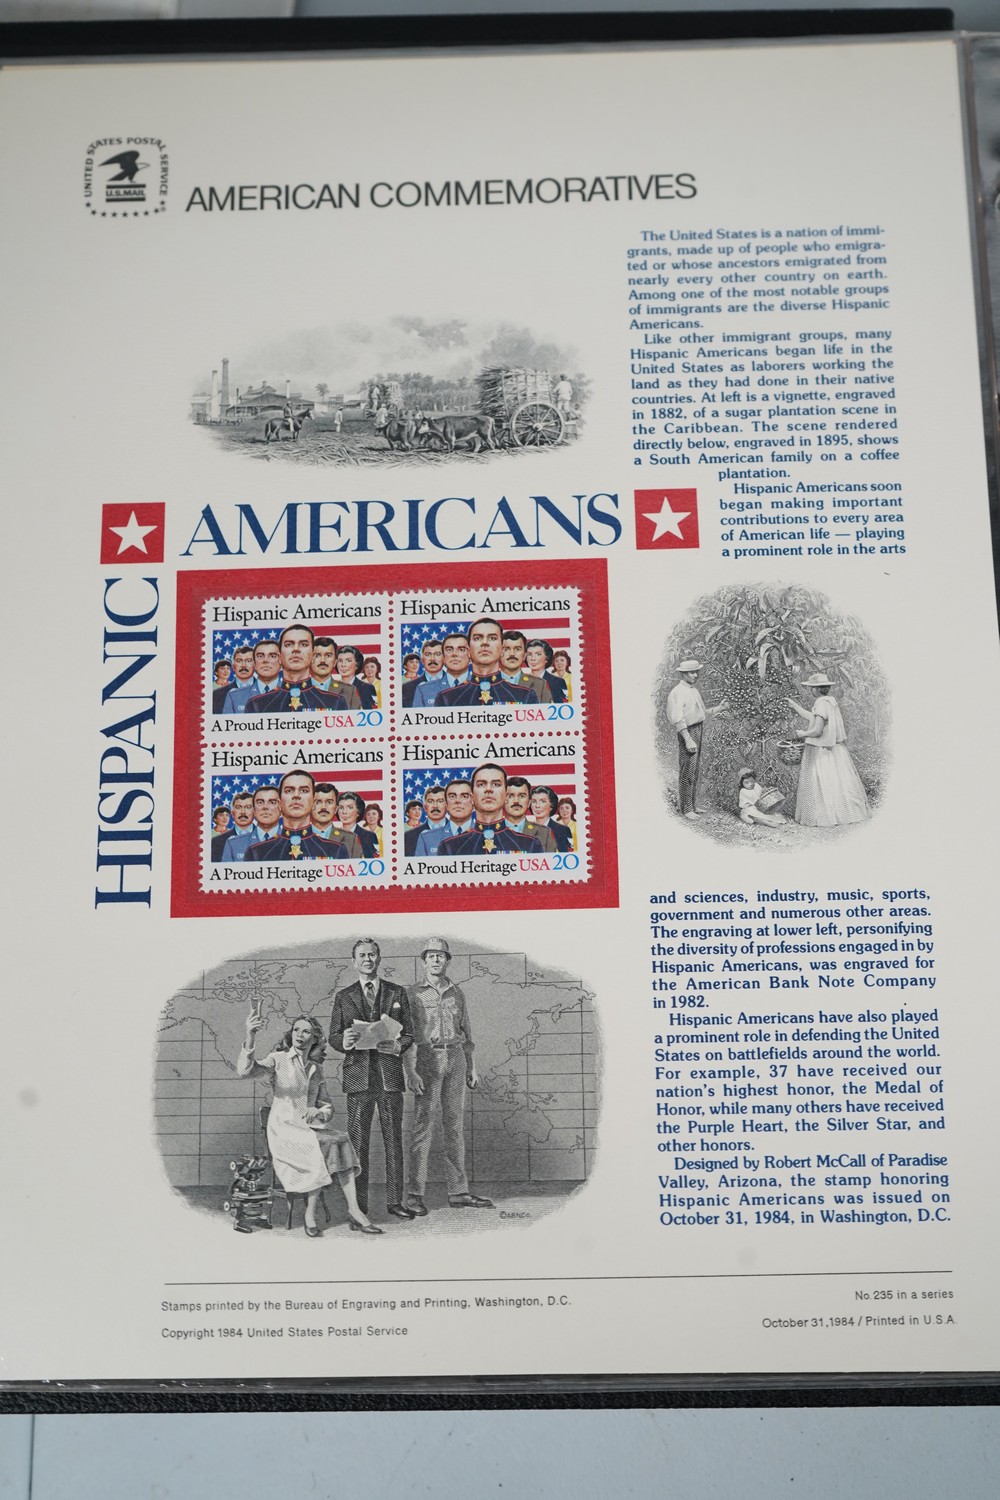 UNITED STATES POSTAL SERVICE
U.S.MAIL
AMERICAN COMMEMORATIVES
The United States is a nation of immi-
grants, made up of people who emigra-
ted or whose ancestors emigrated from
nearly every other country on earth.
Among one of the most notable groups
of immigrants are the diverse Hispanic
Americans.
Like other immigrant groups, many
Hispanic Americans began life in the
United States as laborers working the
land as they had done in their native
countries. At left is a vignette, engraved
in 1882, of a sugar plantation scene in
the Caribbean. The scene rendered
directly below, engraved in 1895, shows
a South American family on a coffee
plantation.
Hispanic Americans soon
began making important
contributions to every area
of American life — playing
a prominent role in the arts
HISPANIC
AMERICANS
Hispanic Americans
A Proud Heritage USA 20
Hispanic Americans
A Proud Heritage USA 20
Hispanic Americans
A Proud Heritage USA 20
Hispanic Americans
A Proud Heritage USA 20
and sciences, industry, music, sports,
government and numerous other areas.
The engraving at lower left, personifying
the diversity of professions engaged in by
Hispanic Americans, was engraved for
the American Bank Note Company
in 1982.
Hispanic Americans have also played
a prominent role in defending the United
States on battlefields around the world.
For example, 37 have received our
nation's highest honor, the Medal of
Honor, while many others have received
the Purple Heart, the Silver Star, and
other honors.
Designed by Robert McCall of Paradise
Valley, Arizona, the stamp honoring
Hispanic Americans was issued on
October 31, 1984, in Washington, D.C.
©ABNCo.
Stamps printed by the Bureau of Engraving and Printing, Washington, D.C.
Copyright 1984 United States Postal Service
No.235 in a series
October 31,1984 / Printed in U.S.A.